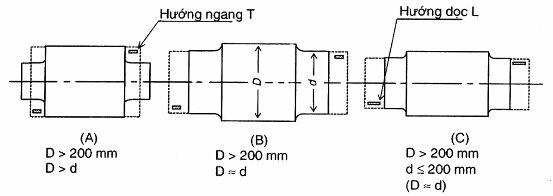 Hướng ngang T
Hướng dọc L
D
d
(A)
D > 200 mm
D > d
(B)
D > 200 mm
D ≈ d
(C)
D > 200 mm
d ≤ 200 mm
(D ≈ d)